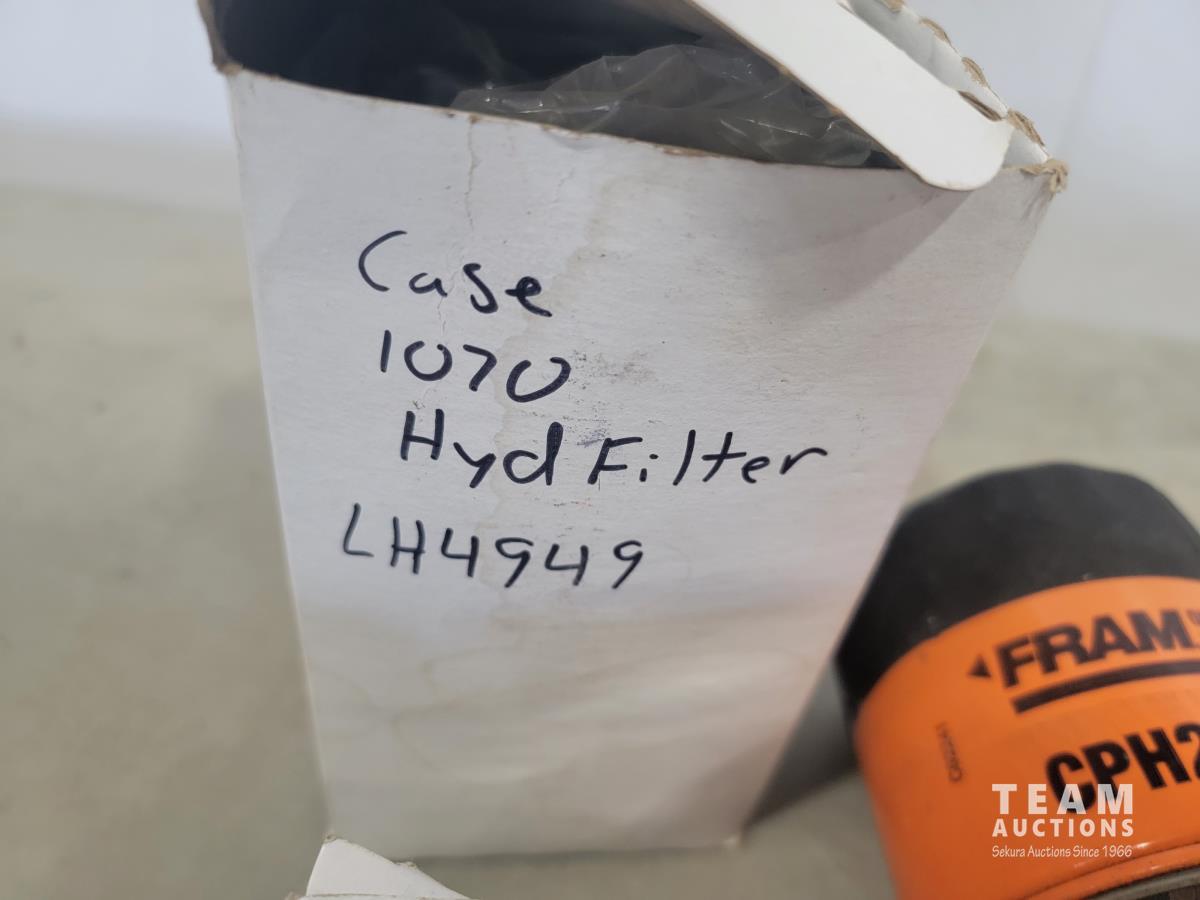 Case
1070
Hyd Filter
LH4949
FRAM
CPH2
TEAM
AUCTIONS
Sekura Auctions Since 1966